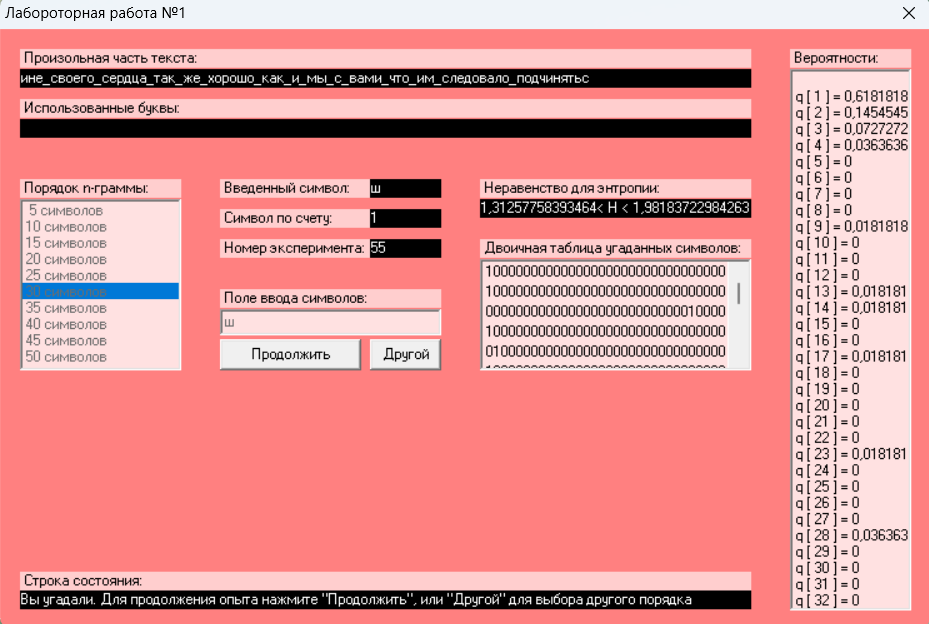 Лабороторная работа №1
Произольная часть текста:
ине_своего_сердца_так_же_хорошо_как_и_мы_с_вами_что_им_следовало_подчинятьс
Использованные буквы:
Порядок n-граммы:
5 символов
10 символов
15 символов
20 символов
25 символов
30 символов
35 символов
40 символов
45 символов
50 символов
Введенный символ: ш
Символ по счету: 1
Номер эксперимента: 55
Поле ввода символов:
ш
Продолжить
Другой
Неравенство для энтропии:
1,31257758393464< H < 1,98183722984263
Двоичная таблица угаданных символов:
10000000000000000000000000000000
10000000000000000000000000000000
00000000000000000000000000010000
10000000000000000000000000000000
01000000000000000000000000000000
Вероятности:
q [ 1 ] = 0,6181818
q [ 2 ] = 0,1454545
q [ 3 ] = 0,0727272
q [ 4 ] = 0,0363636
q [ 5 ] = 0
q [ 6 ] = 0
q [ 7 ] = 0
q [ 8 ] = 0
q [ 9 ] = 0,0181818
q [ 10 ] = 0
q [ 11 ] = 0
q [ 12 ] = 0
q [ 13 ] = 0,018181
q [ 14 ] = 0,018181
q [ 15 ] = 0
q [ 16 ] = 0
q [ 17 ] = 0,018181
q [ 18 ] = 0
q [ 19 ] = 0
q [ 20 ] = 0
q [ 21 ] = 0
q [ 22 ] = 0
q [ 23 ] = 0,018181
q [ 24 ] = 0
q [ 25 ] = 0
q [ 26 ] = 0
q [ 27 ] = 0
q [ 28 ] = 0,036363
q [ 29 ] = 0
q [ 30 ] = 0
q [ 31 ] = 0
q [ 32 ] = 0
Строка состояния:
Вы угадали. Для продолжения опыта нажмите "Продолжить", или "Другой" для выбора другого порядка